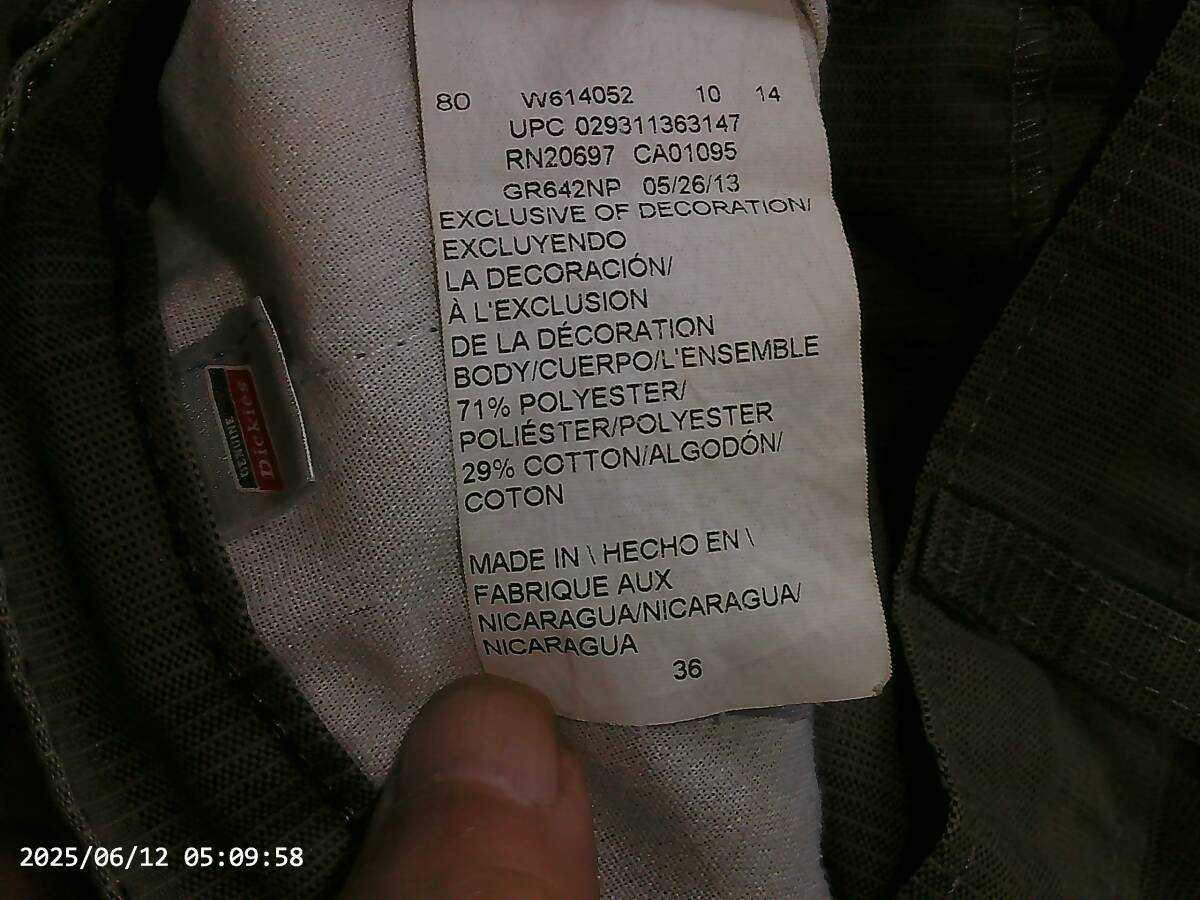 80 W614052 10 14
UPC 029311363147
RN20697 CA01095
GR642NP 05/26/13
EXCLUSIVE OF DECORATION/
EXCLUYENDO
LA DECORACIÓN/
À L'EXCLUSION
DE LA DÉCORATION
BODY/CUERPO/L'ENSEMBLE
71% POLYESTER/
POLIÉSTER/POLYESTER
29% COTTON/ALGODÓN/
COTON
MADE IN \ HECHO EN \
FABRIQUE AUX
NICARAGUA/NICARAGUA/
NICARAGUA
36
GENUINE
Dickies
2025/06/12 05:09:58